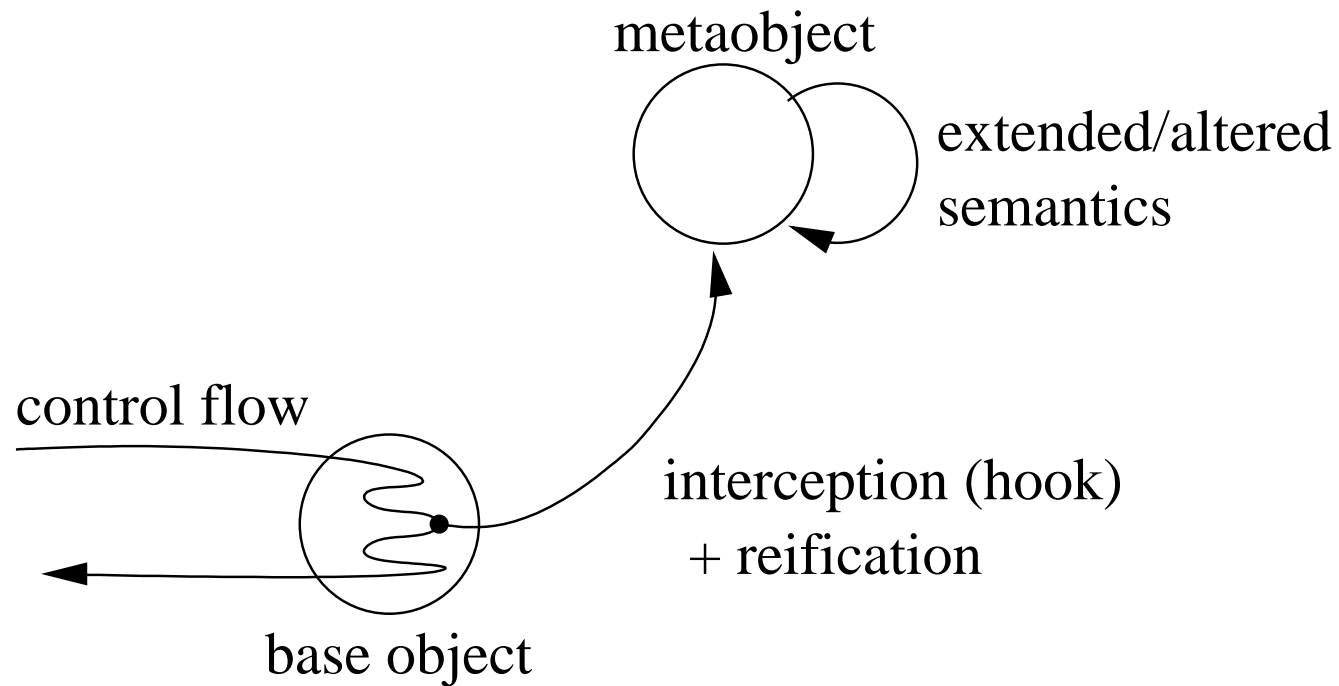 metaobject
extended/altered
semantics
control flow
interception (hook)
+ reification
base object